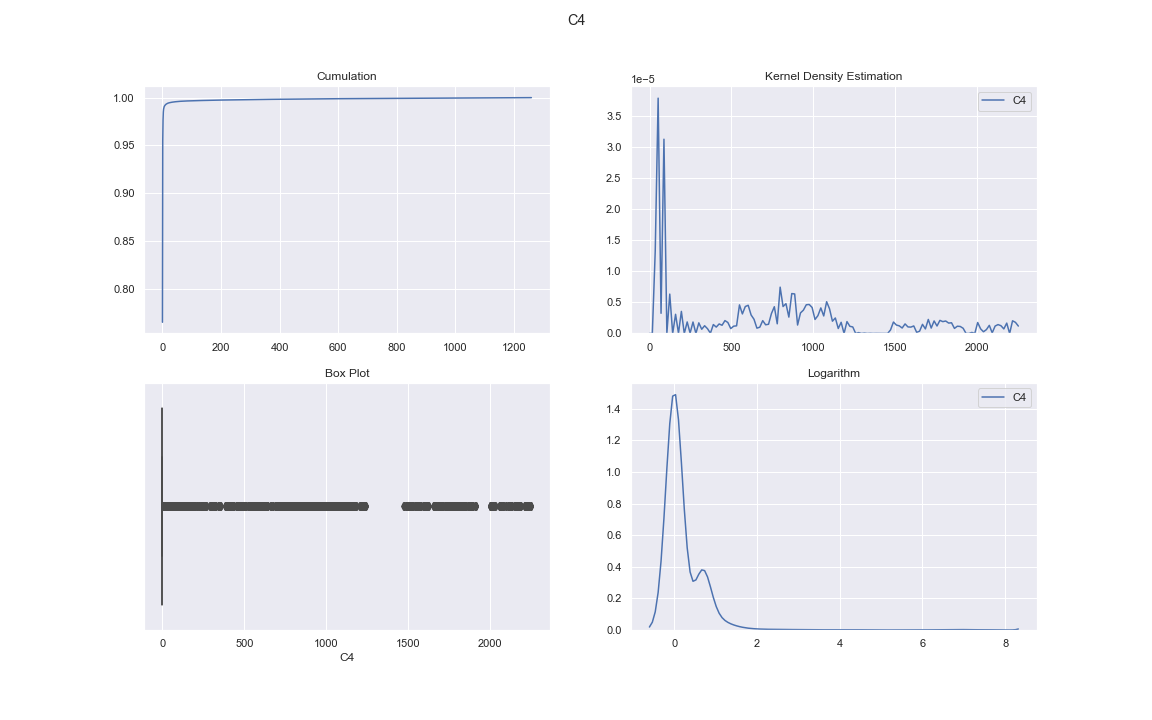 C4
Cumulation
1.00
0.95
0.90
0.85
0.80
0 200 400 600 800 1000 1200
Kernel Density Estimation
1e−5
C4
3.5
3.0
2.5
2.0
1.5
1.0
0.5
0.0
0 500 1000 1500 2000
Box Plot
0 500 1000 1500 2000
C4
Logarithm
C4
1.4
1.2
1.0
0.8
0.6
0.4
0.2
0.0
0 2 4 6 8